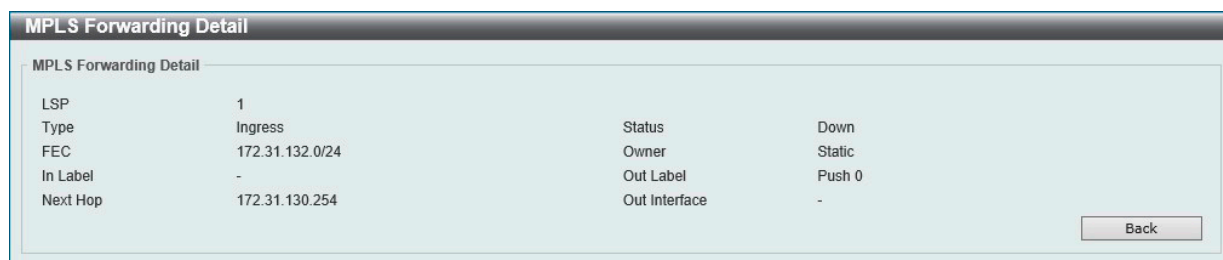 MPLS Forwarding Detail
MPLS Forwarding Detail
LSP 1
Type Ingress Status Down
FEC 172.31.132.0/24 Owner Static
In Label - Out Label Push 0
Next Hop 172.31.130.254 Out Interface -
Back